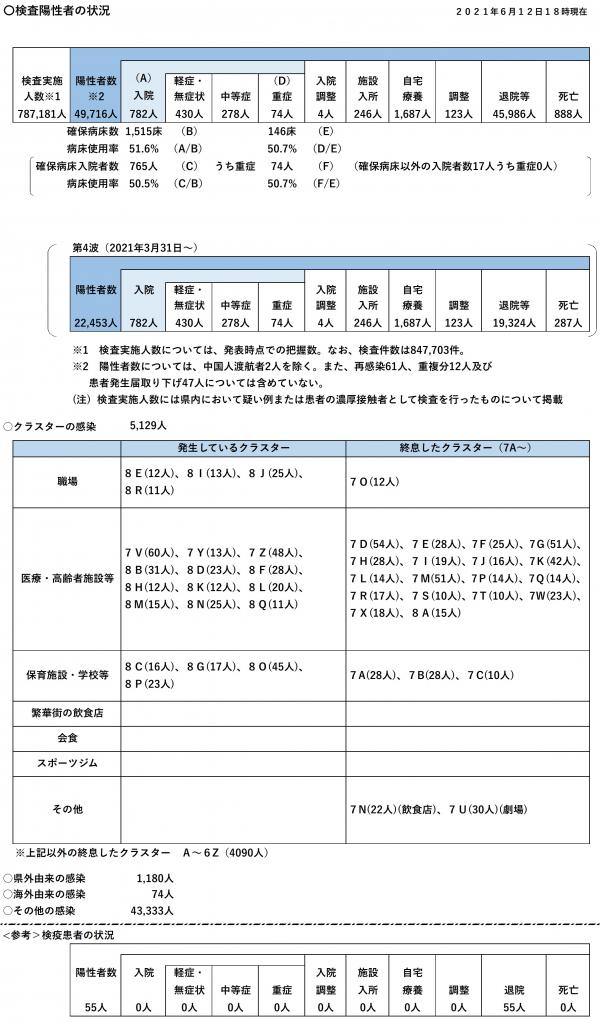 〇検査陽性者の状況
２０２１年６月１２日１８時現在
検査実施人数※1 陽性者数※2 （A）入院 軽症・無症状 中等症 （D）重症 入院調整 施設入所 自宅療養 調整 退院等 死亡
787,181人 49,716人 782人 430人 278人 74人 4人 246人 1,687人 123人 45,986人 888人
確保病床数 1,515床 （B） 146床 （E）
病床使用率 51.6% （A/B） 50.7% （D/E）
確保病床入院者数 765人 （C） うち重症 74人 （F） （確保病床以外の入院者数17人うち重症0人）
病床使用率 50.5% （C/B） 50.7% （F/E）
第4波（2021年3月31日～）
陽性者数 入院 軽症・無症状 中等症 重症 入院調整 施設入所 自宅療養 調整 退院等 死亡
22,453人 782人 430人 278人 74人 4人 246人 1,687人 123人 19,324人 287人
※1　検査実施人数については、発表時点での把握数。なお、検査件数は847,703件。
※2　陽性者数については、中国人渡航者2人を除く。また、再感染61人、重複分12人及び
患者発生届取り下げ47人については含めていない。
（注）検査実施人数には県内において疑い例または患者の濃厚接触者として検査を行ったものについて掲載
〇クラスターの感染 5,129人
発生しているクラスター 終息したクラスター（7A～）
職場
８Ｅ(12人)、８Ｉ(13人)、８Ｊ(25人)、
８Ｒ(11人)
７Ｏ(12人)
医療・高齢者施設等
７Ｖ(60人)、７Ｙ(13人)、７Ｚ(48人)、
８Ｂ(31人)、８Ｄ(23人)、８Ｆ(28人)、
８Ｈ(12人)、８Ｋ(12人)、８Ｌ(20人)、
８Ｍ(15人)、８Ｎ(25人)、８Ｑ(11人)
７Ｄ(54人)、７Ｅ(28人)、７Ｆ(25人)、7Ｇ(51人)、
７Ｈ(28人)、７Ｉ(19人)、７Ｊ(16人)、７Ｋ(42人)、
７Ｌ(14人)、７Ｍ(51人)、７Ｐ(14人)、７Ｑ(14人)、
７Ｒ(17人)、７Ｓ(10人)、７Ｔ(10人)、7Ｗ(23人)、
７Ｘ(18人)、８Ａ(15人)
保育施設・学校等
８Ｃ(16人)、８Ｇ(17人)、８Ｏ(45人)、
８Ｐ(23人)
７Ａ(28人)、７Ｂ(28人)、７Ｃ(10人)
繁華街の飲食店
会食
スポーツジム
その他
７Ｎ(22人)(飲食店)、７Ｕ(30人)(劇場)
※上記以外の終息したクラスター　Ａ～６Ｚ（4090人）
〇県外由来の感染 1,180人
〇海外由来の感染 74人
〇その他の感染 43,333人
<参考>検疫患者の状況
陽性者数 入院 軽症・無症状 中等症 重症 入院調整 施設入所 自宅療養 調整 退院 死亡
55人 0人 0人 0人 0人 0人 0人 0人 0人 55人 0人